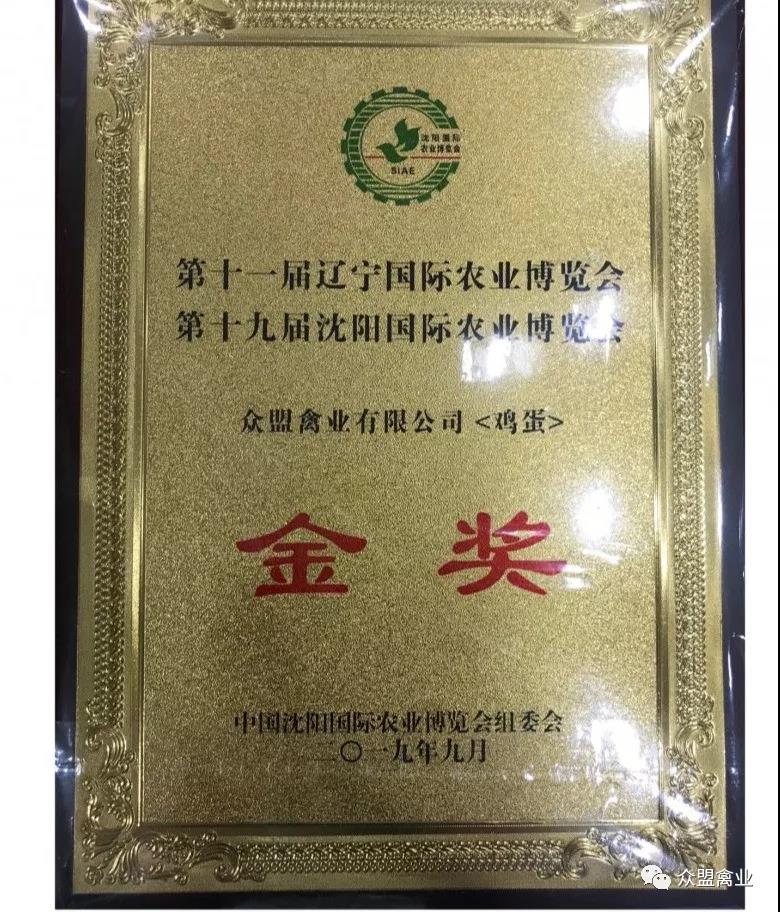 沈阳国际
农业博览会
SIAE
第十一届辽宁国际农业博览会
第十九届沈阳国际农业博览会
众盟禽业有限公司<鸡蛋>
金奖
中国沈阳国际农业博览会组委会
二〇一九年九月
众盟禽业